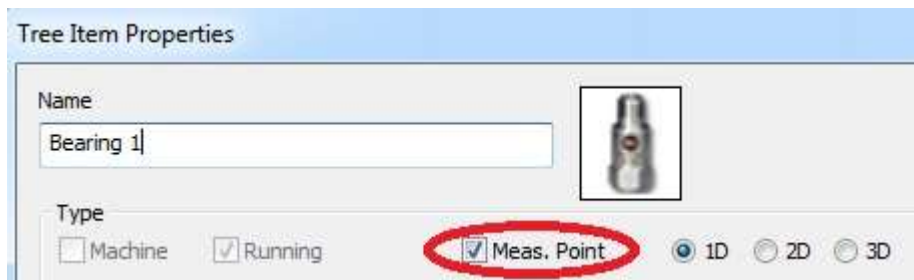 Tree Item Properties
Name
Bearing 1
Type
Machine Running Meas. Point 1D 2D 3D